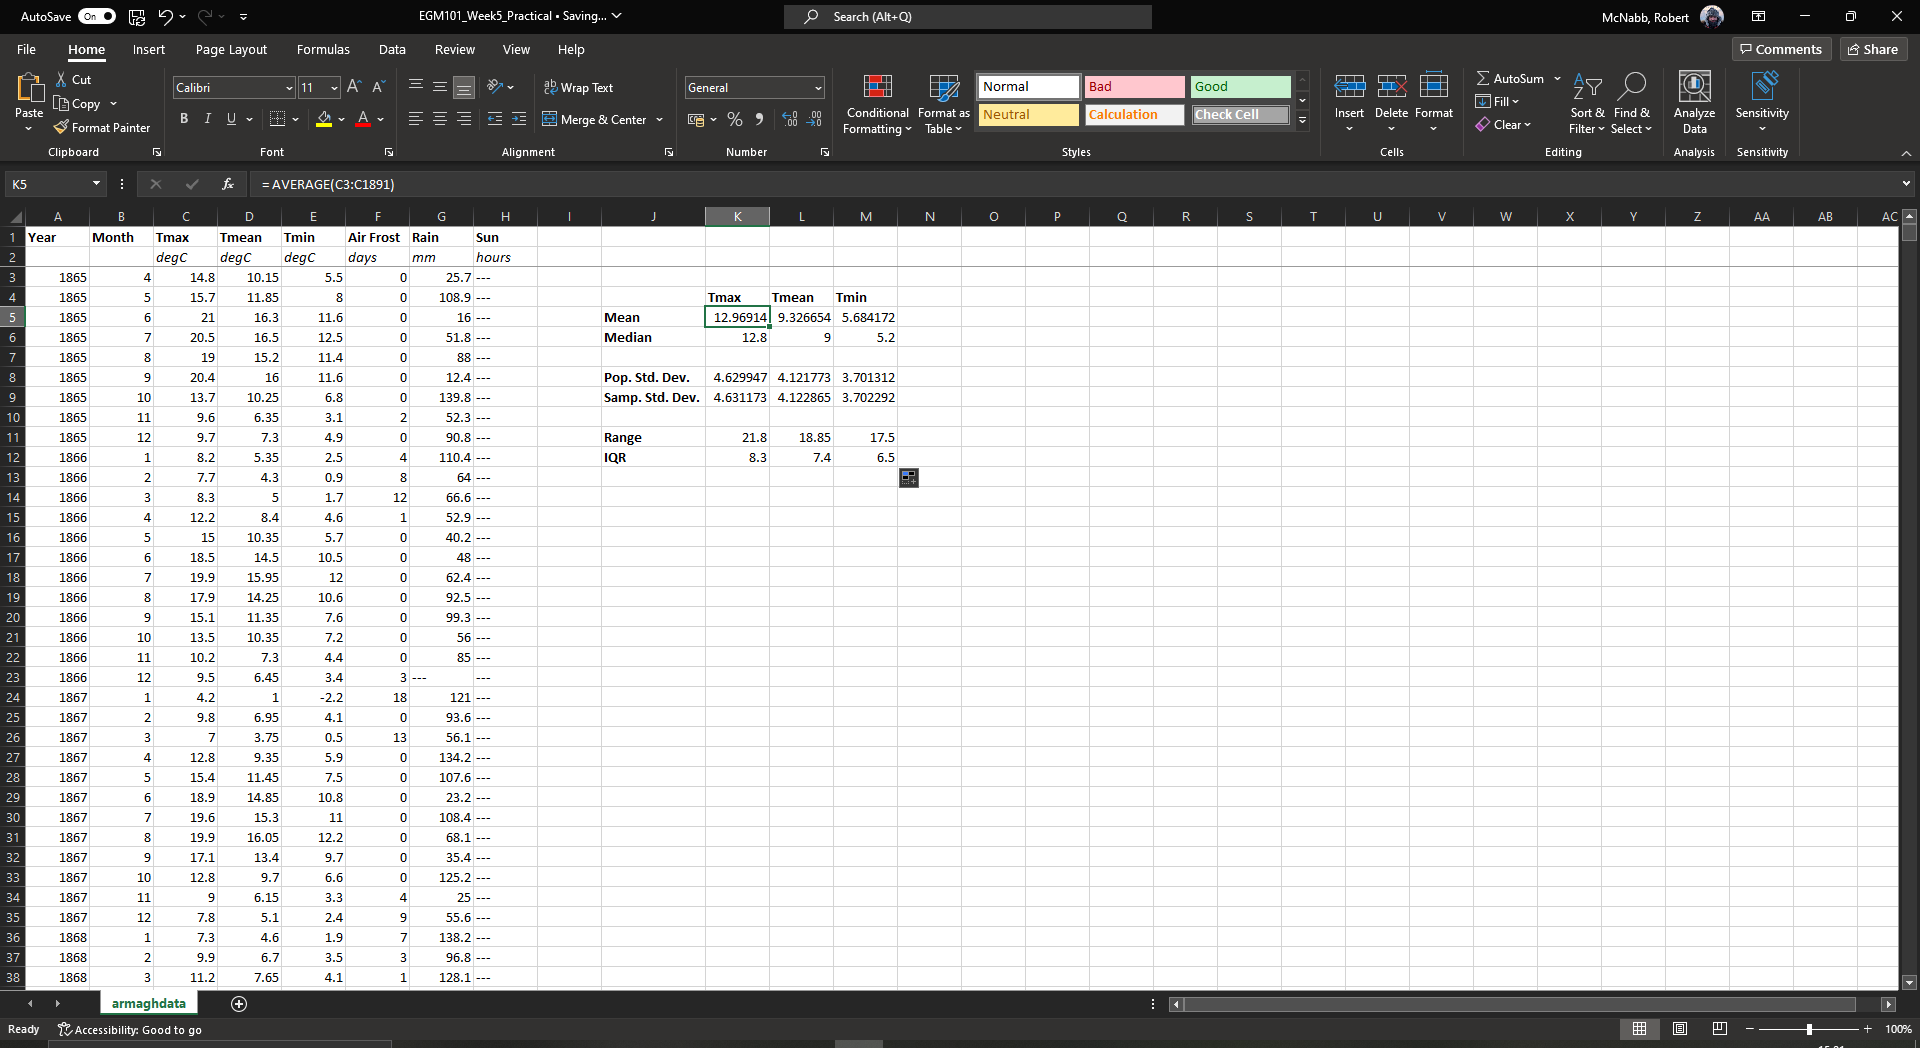 AutoSave On EGM101_Week5_Practical • Saving... Search (Alt+Q) McNabb, Robert
File Home Insert Page Layout Formulas Data Review View Help Comments Share
Paste Cut Copy Format Painter Clipboard
Calibri 11 B I U Font
Wrap Text Merge & Center Alignment
General % Number
Conditional Formatting Format as Table Normal Bad Good Neutral Calculation Check Cell Styles
Insert Delete Format Cells
AutoSum Fill Clear Sort & Filter Find & Select Editing
Analyze Data Analysis
Sensitivity Sensitivity
K5 fx =AVERAGE(C3:C1891)
A B C D E F G H I J K L M N O P Q R S T U V W X Y Z AA AB AC
1 Year Month Tmax Tmean Tmin Air Frost Rain Sun
2 degC degC degC days mm hours
3 1865 4 14.8 10.15 5.5 0 25.7 ---
4 1865 5 15.7 11.85 8 0 108.9 --- Tmax Tmean Tmin
5 1865 6 21 16.3 11.6 0 16 --- Mean 12.96914 9.326654 5.684172
6 1865 7 20.5 16.5 12.5 0 51.8 --- Median 12.8 9 5.2
7 1865 8 19 15.2 11.4 0 88 ---
8 1865 9 20.4 16 11.6 0 12.4 --- Pop. Std. Dev. 4.629947 4.121773 3.701312
9 1865 10 13.7 10.25 6.8 0 139.8 --- Samp. Std. Dev. 4.631173 4.122865 3.702292
10 1865 11 9.6 6.35 3.1 2 52.3 ---
11 1865 12 9.7 7.3 4.9 0 90.8 --- Range 21.8 18.85 17.5
12 1866 1 8.2 5.35 2.5 4 110.4 --- IQR 8.3 7.4 6.5
13 1866 2 7.7 4.3 0.9 8 64 ---
14 1866 3 8.3 5 1.7 12 66.6 ---
15 1866 4 12.2 8.4 4.6 1 52.9 ---
16 1866 5 15 10.35 5.7 0 40.2 ---
17 1866 6 18.5 14.5 10.5 0 48 ---
18 1866 7 19.9 15.95 12 0 62.4 ---
19 1866 8 17.9 14.25 10.6 0 92.5 ---
20 1866 9 15.1 11.35 7.6 0 99.3 ---
21 1866 10 13.5 10.35 7.2 0 56 ---
22 1866 11 10.2 7.3 4.4 0 85 ---
23 1866 12 9.5 6.45 3.4 3 --- ---
24 1867 1 4.2 1 -2.2 18 121 ---
25 1867 2 9.8 6.95 4.1 0 93.6 ---
26 1867 3 7 3.75 0.5 13 56.1 ---
27 1867 4 12.8 9.35 5.9 0 134.2 ---
28 1867 5 15.4 11.45 7.5 0 107.6 ---
29 1867 6 18.9 14.85 10.8 0 23.2 ---
30 1867 7 19.6 15.3 11 0 108.4 ---
31 1867 8 19.9 16.05 12.2 0 68.1 ---
32 1867 9 17.1 13.4 9.7 0 35.4 ---
33 1867 10 12.8 9.7 6.6 0 125.2 ---
34 1867 11 9 6.15 3.3 4 25 ---
35 1867 12 7.8 5.1 2.4 9 55.6 ---
36 1868 1 7.3 4.6 1.9 7 138.2 ---
37 1868 2 9.9 6.7 3.5 3 96.8 ---
38 1868 3 11.2 7.65 4.1 1 128.1 ---
armaghdata
Ready Accessibility: Good to go 100%